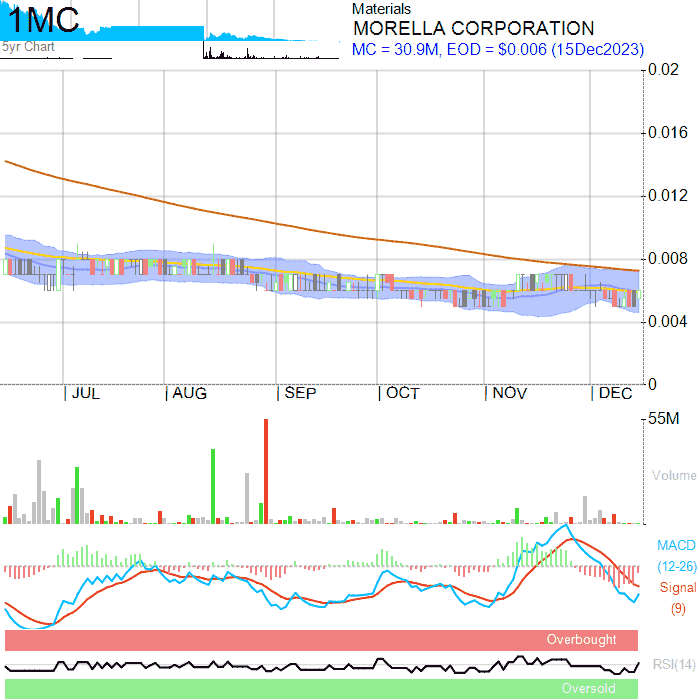 1MC
5yr Chart
Materials
MORELLA CORPORATION
MC = 30.9M, EOD = $0.006 (15Dec2023)
0.02
0.016
0.012
0.008
0.004
0
JUL AUG SEP OCT NOV DEC
55M
Volume
MACD
(12-26)
Signal
(9)
Overbought
RSI(14)
Oversold